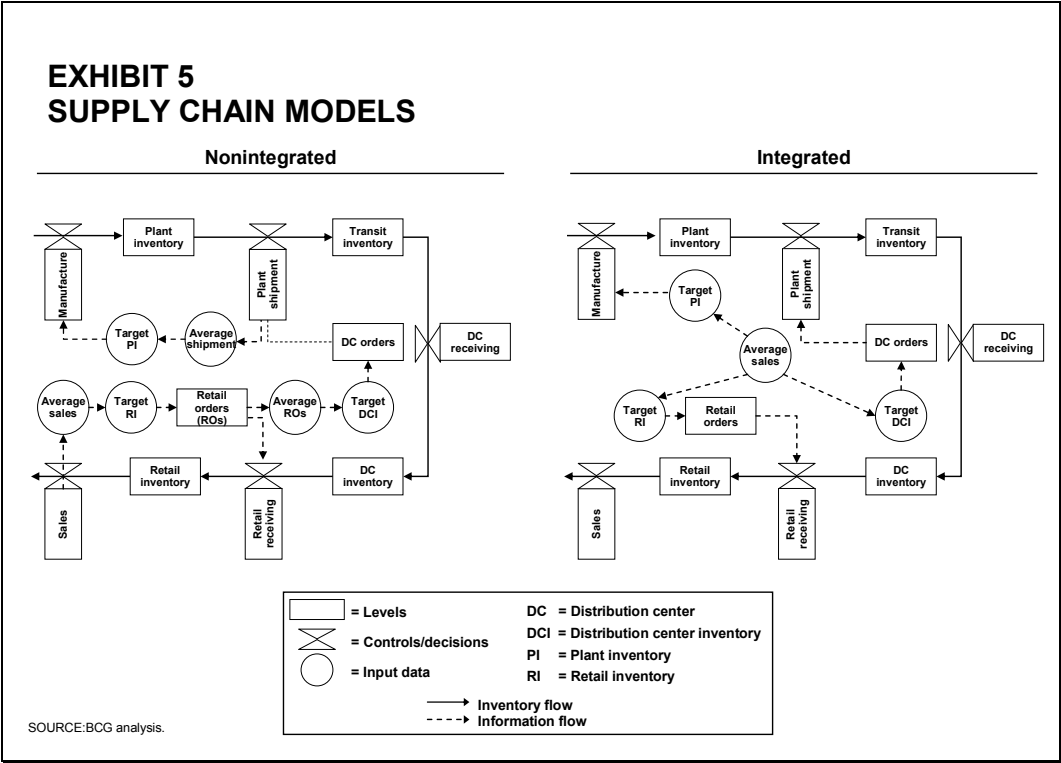 EXHIBIT 5
SUPPLY CHAIN MODELS
Nonintegrated
Plant
inventory
Transit
inventory
Manufacture
Plant
shipment
Target
PI
Average
shipment
DC orders
DC
receiving
Average
sales
Target
RI
Retail
orders
(ROs)
Average
ROs
Target
DCI
Retail
inventory
DC
inventory
Sales
Retail
receiving
Integrated
Plant
inventory
Transit
inventory
Manufacture
Target
PI
Plant
shipment
Average
sales
DC orders
DC
receiving
Target
RI
Retail
orders
Target
DCI
Retail
inventory
DC
inventory
Sales
Retail
receiving
= Levels
= Controls/decisions
= Input data
DC = Distribution center
DCI = Distribution center inventory
PI = Plant inventory
RI = Retail inventory
Inventory flow
Information flow
SOURCE:BCG analysis.